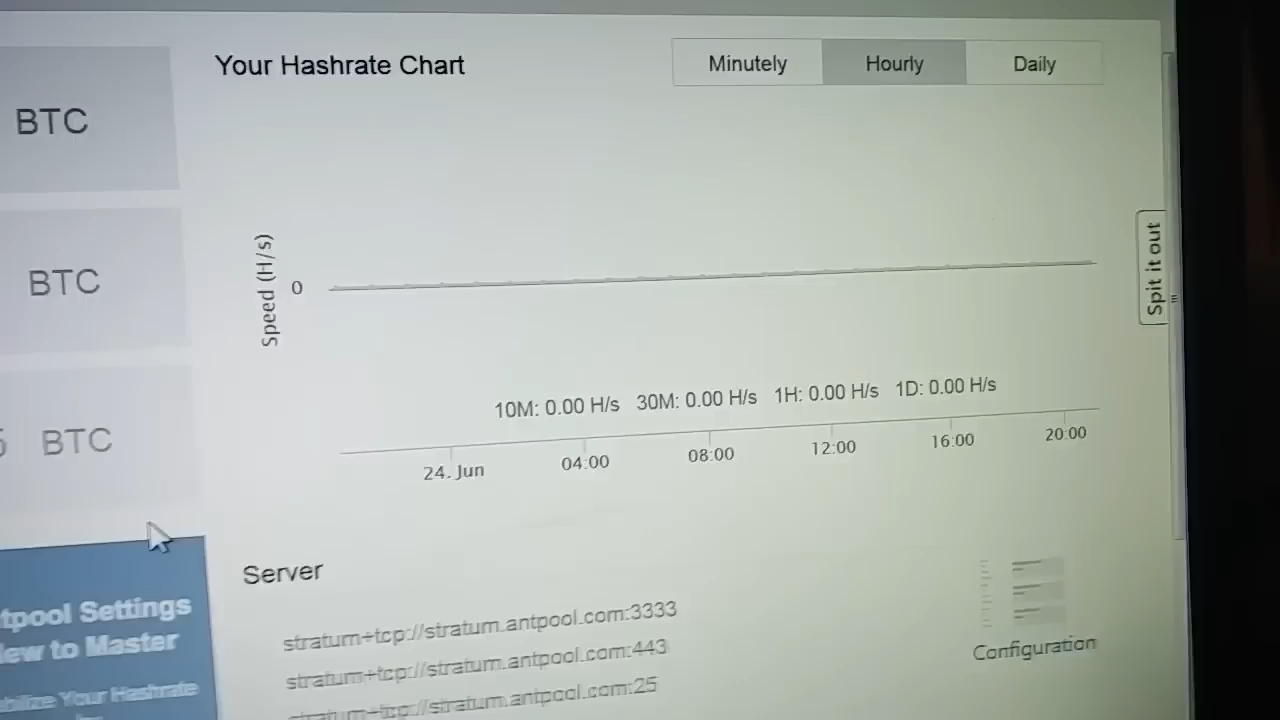 Your Hashrate Chart
Minutely Hourly Daily
BTC
BTC
BTC
Speed (H/s)
0
Spit it out
10M: 0.00 H/s 30M: 0.00 H/s 1H: 0.00 H/s 1D: 0.00 H/s
24. Jun 04:00 08:00 12:00 16:00 20:00
Server
stratum+tcp://stratum.antpool.com:3333
stratum+tcp://stratum.antpool.com:443
stratum+tcp://stratum.antpool.com:25
Configuration
tpool Settings
to Master
Your Hashrate